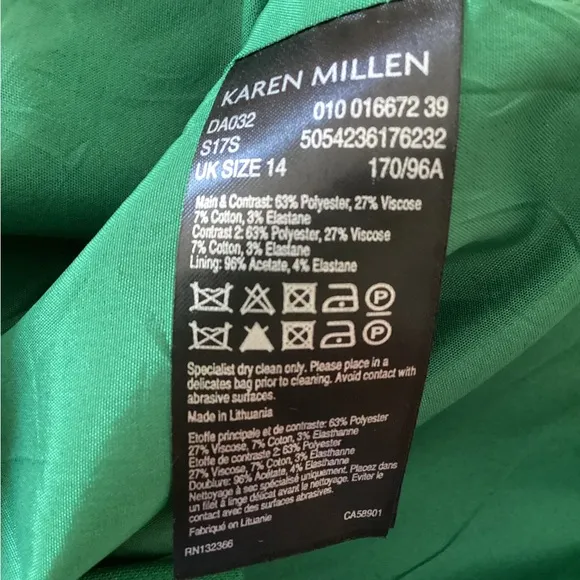 KAREN MILLEN
DA032 010 016672 39
S17S 5054236176232
UK SIZE 14 170/96A
Main & Contrast: 63% Polyester, 27% Viscose
7% Cotton, 3% Elastane
Contrast 2: 63% Polyester, 27% Viscose
7% Cotton, 3% Elastane
Lining: 96% Acetate, 4% Elastane
P
P
Specialist dry clean only. Please place in a
delicates bag prior to cleaning. Avoid contact with
abrasive surfaces.
Made in Lithuania
Etoffe principale et de contraste: 63% Polyester
27% Viscose, 7% Coton, 3% Elasthanne
Etoffe de contraste 2: 63% Polyester
27% Viscose, 7% Coton, 3% Elasthanne
Doublure: 96% Acétate, 4% Elasthanne
Nettoyage à sec spécialisé uniquement. Placez dans
un filet à linge délicat avant le nettoyage. Eviter le
contact avec des surfaces abrasives.
Fabriqué en Lituanie
RN132366 CA58901